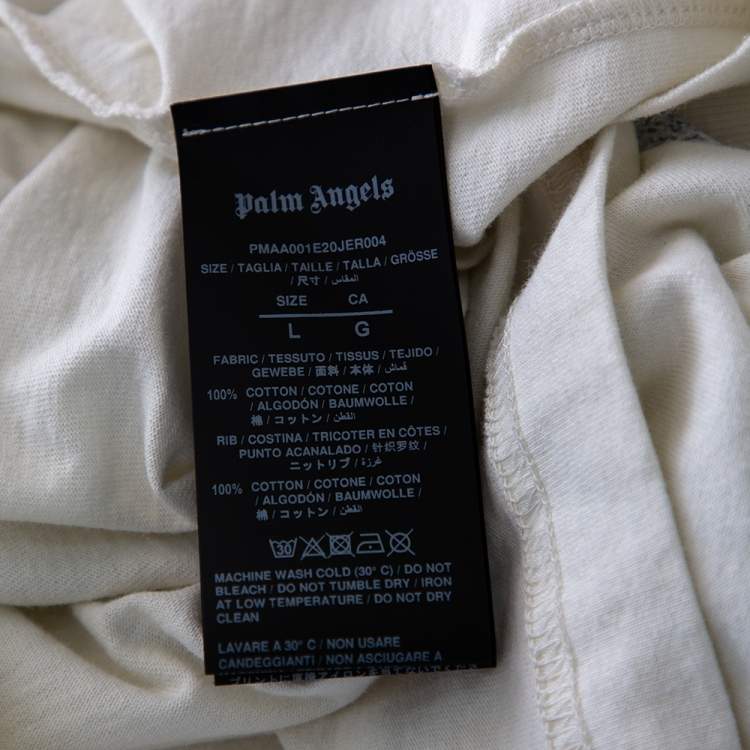 Palm Angels
PMAA001E20JER004
SIZE / TAGLIA / TAILLE / TALLA / GRÖSSE
/ 尺寸 / المقاس
SIZE CA
L G
FABRIC / TESSUTO / TISSUS / TEJIDO /
GEWEBE / 面料 / 本体 / قماش
100% COTTON / COTONE / COTON
/ ALGODÓN / BAUMWOLLE /
棉 / コットン / القطن
RIB / COSTINA / TRICOTER EN CÔTES /
PUNTO ACANALADO / 针织罗纹 /
ニットリブ / غرزة
100% COTTON / COTONE / COTON
/ ALGODÓN / BAUMWOLLE /
棉 / コットン / القطن
30
MACHINE WASH COLD (30° C) / DO NOT
BLEACH / DO NOT TUMBLE DRY / IRON
AT LOW TEMPERATURE / DO NOT DRY
CLEAN
LAVARE A 30° C / NON USARE
CANDEGGIANTI / NON ASCIUGARE A